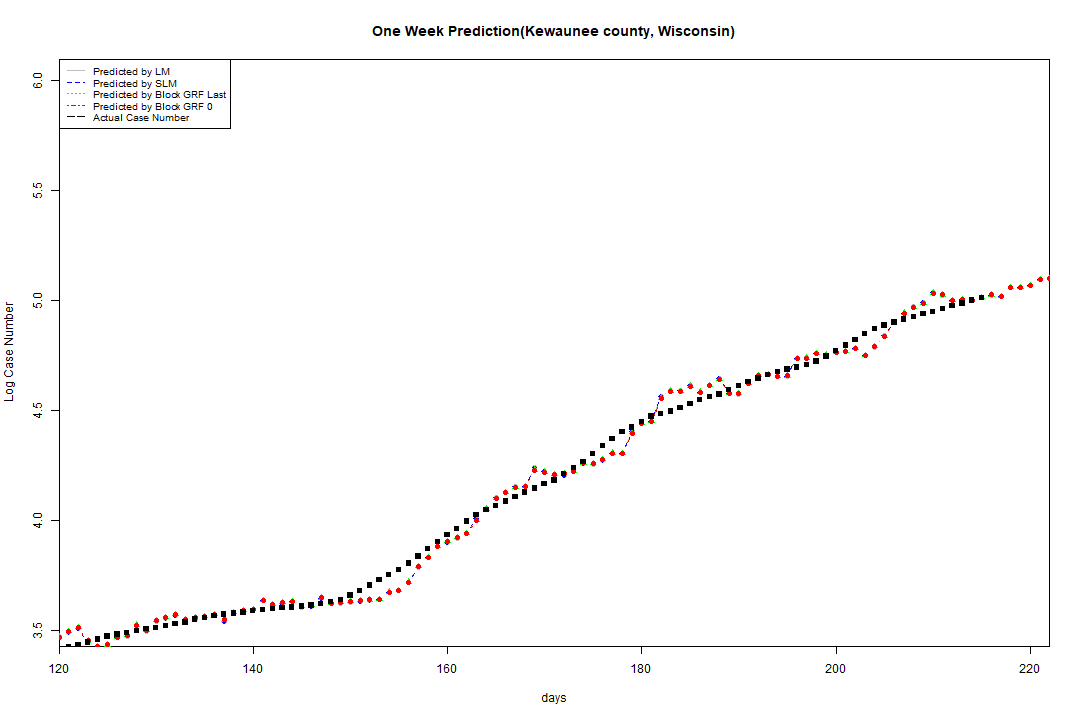 One Week Prediction(Kewaunee county, Wisconsin)
Predicted by LM
Predicted by SLM
Predicted by Block GRF Last
Predicted by Block GRF 0
Actual Case Number
6.0
5.5
5.0
4.5
4.0
3.5
Log Case Number
120 140 160 180 200 220
days